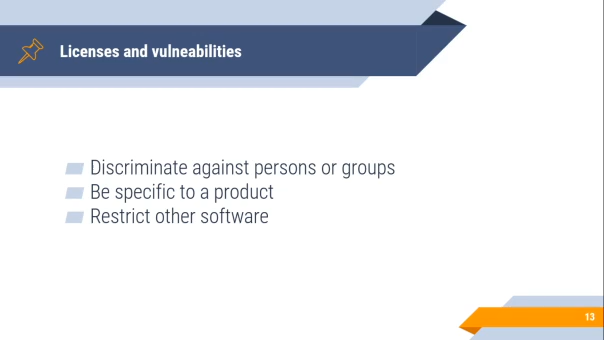 Licenses and vulneabilities
Discriminate against persons or groups
Be specific to a product
Restrict other software
13